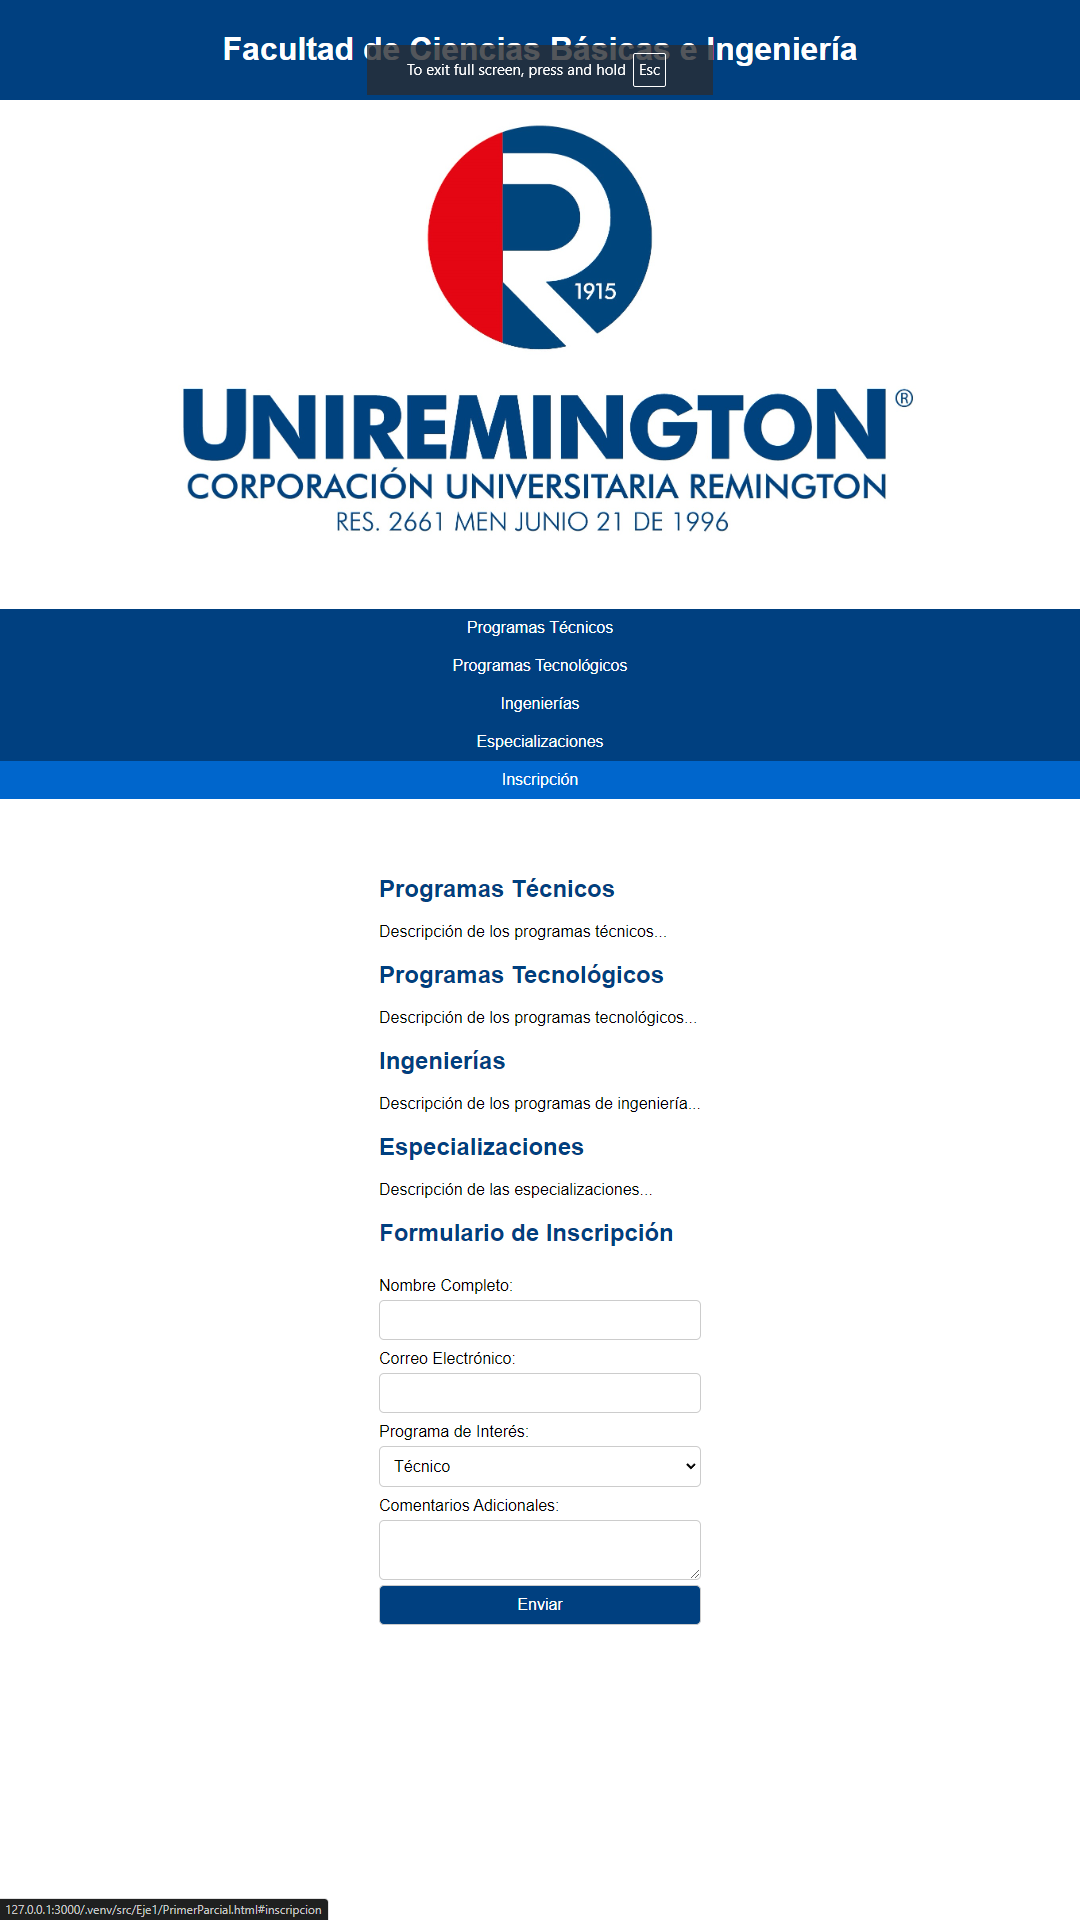 Facultad de Ciencias Básicas e Ingeniería
To exit full screen, press and hold Esc
1915
UNIREMINGTON®
CORPORACIÓN UNIVERSITARIA REMINGTON
RES. 2661 MEN JUNIO 21 DE 1996
Programas Técnicos
Programas Tecnológicos
Ingenierías
Especializaciones
Inscripción
Programas Técnicos
Descripción de los programas técnicos...
Programas Tecnológicos
Descripción de los programas tecnológicos...
Ingenierías
Descripción de los programas de ingeniería...
Especializaciones
Descripción de las especializaciones...
Formulario de Inscripción
Nombre Completo:
Correo Electrónico:
Programa de Interés:
Técnico
Comentarios Adicionales:
Enviar
127.0.0.1:3000/.venv/src/Eje1/PrimerParcial.html#inscripcion